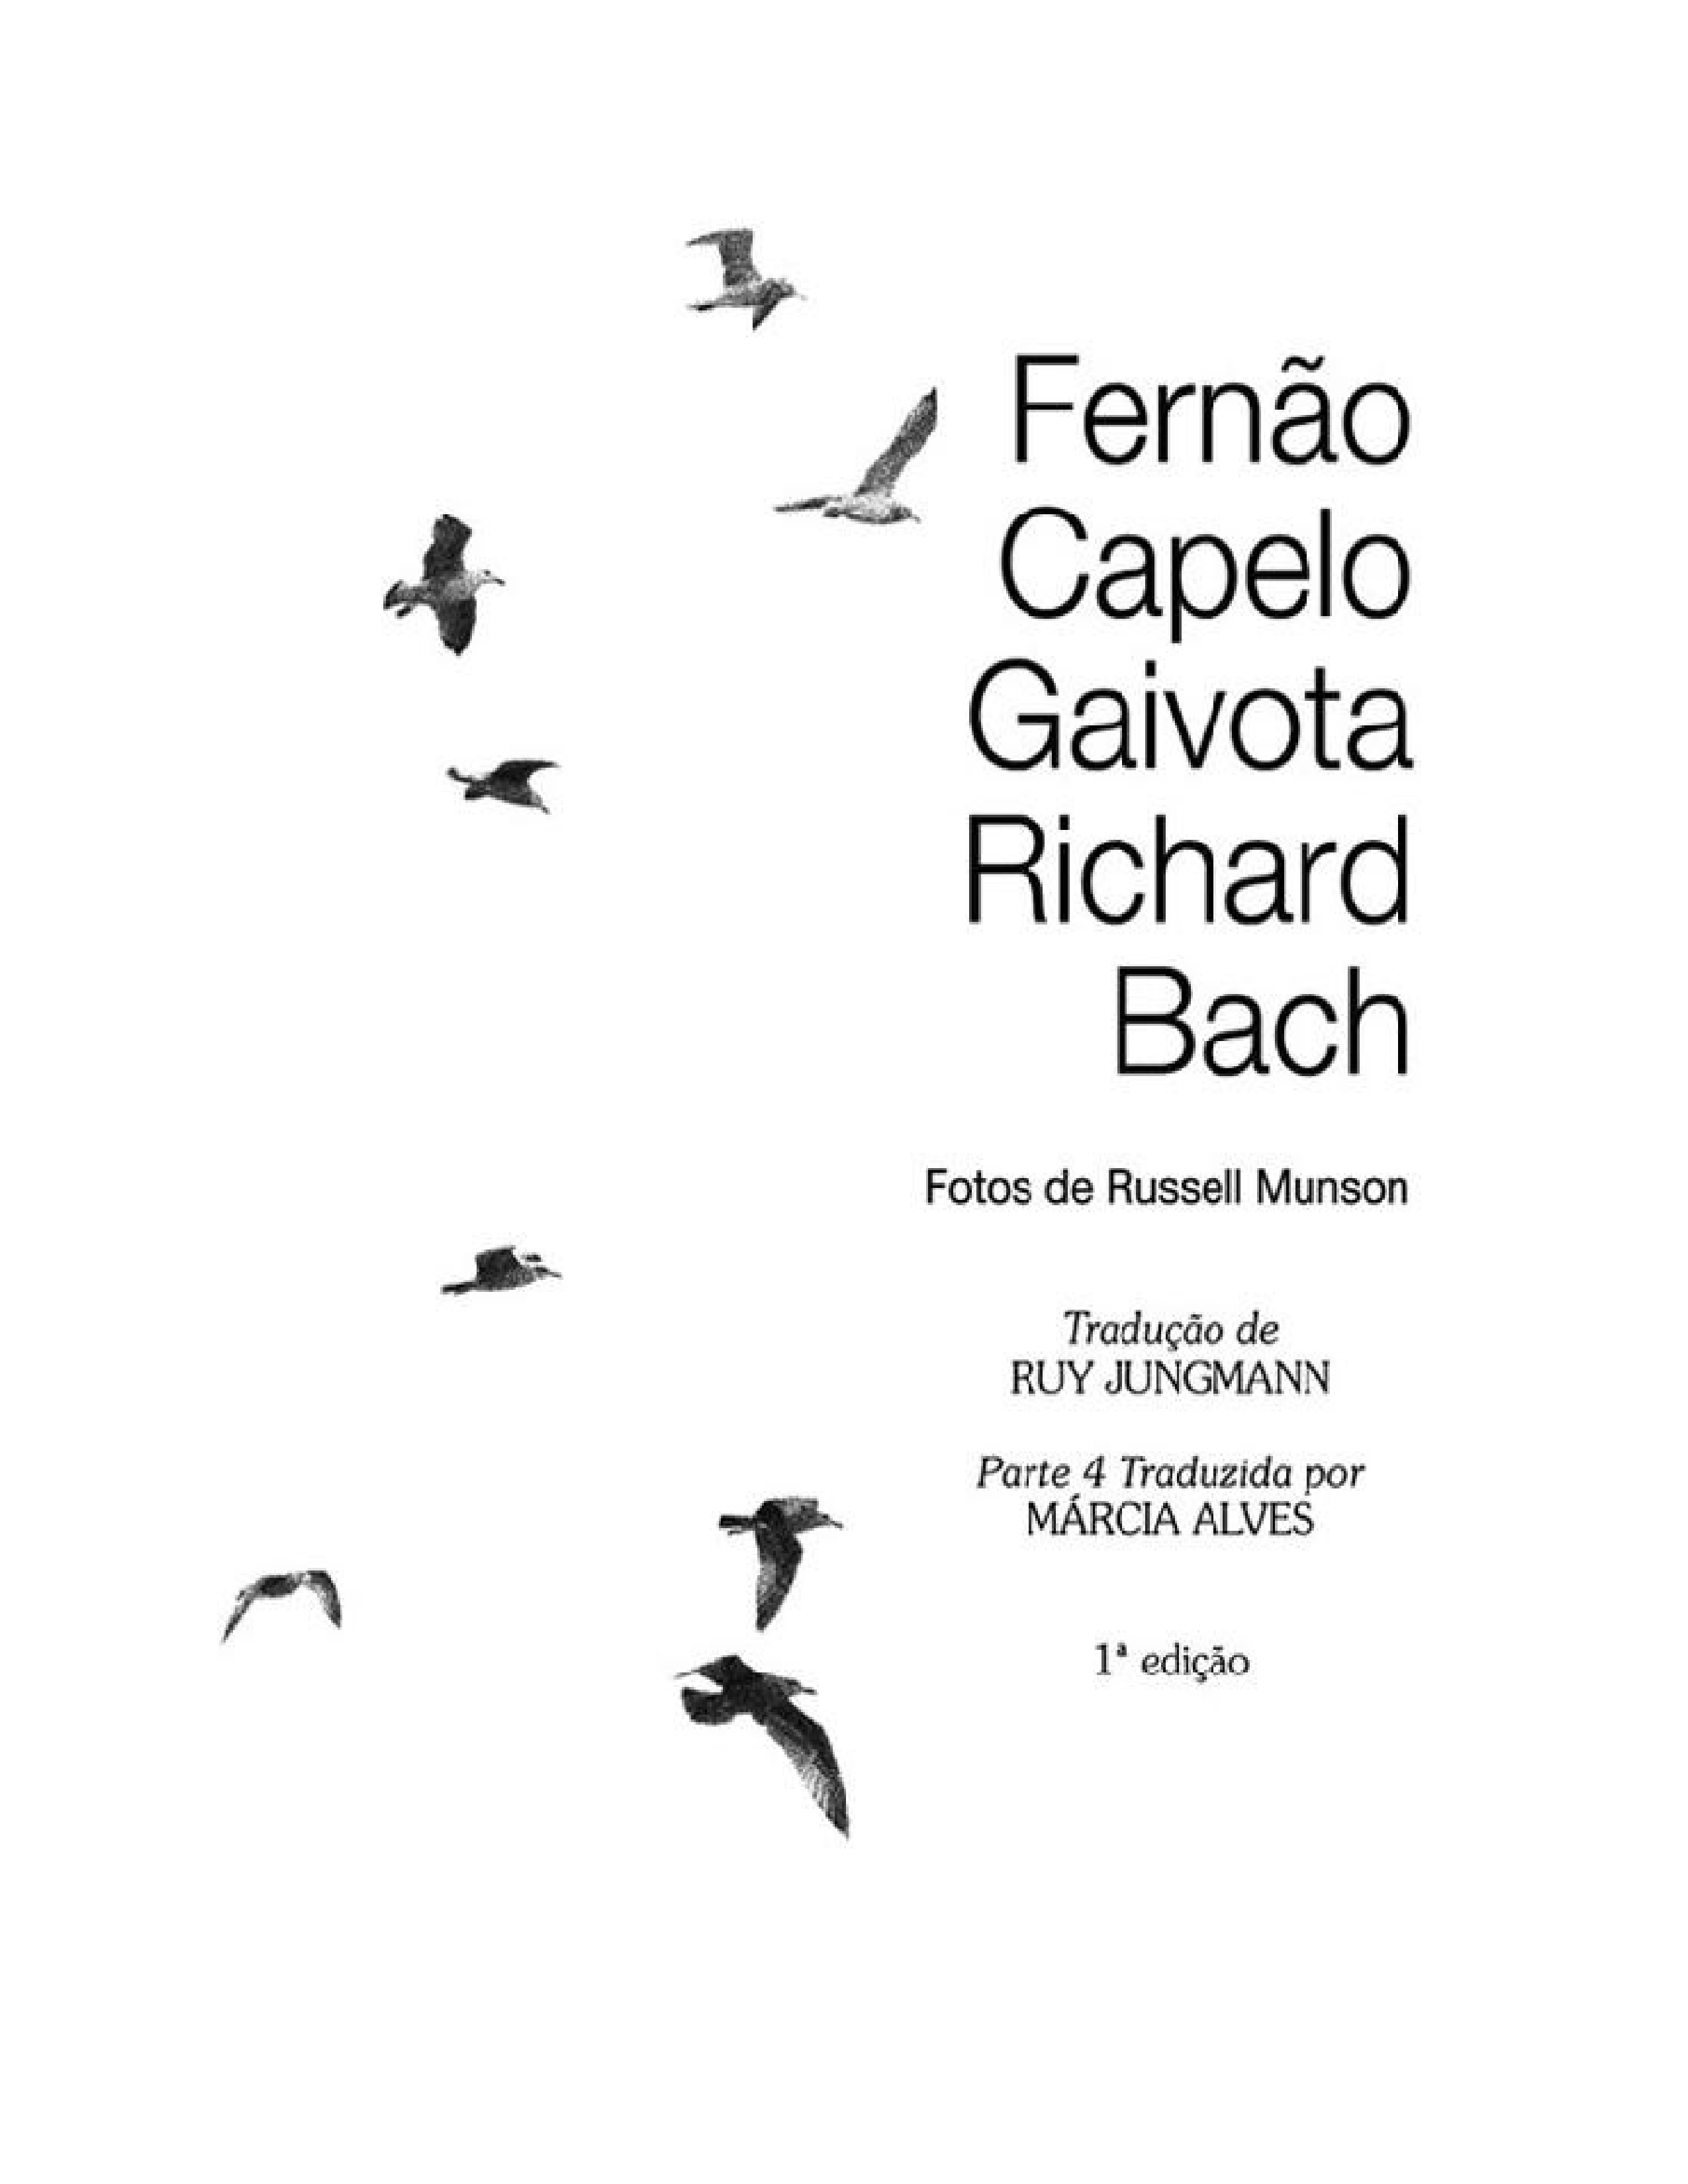 Fernão
Capelo
Gaivota
Richard
Bach
Fotos de Russell Munson
Tradução de
RUY JUNGMANN
Parte 4 Traduzida por
MÁRCIA ALVES
1ª edição